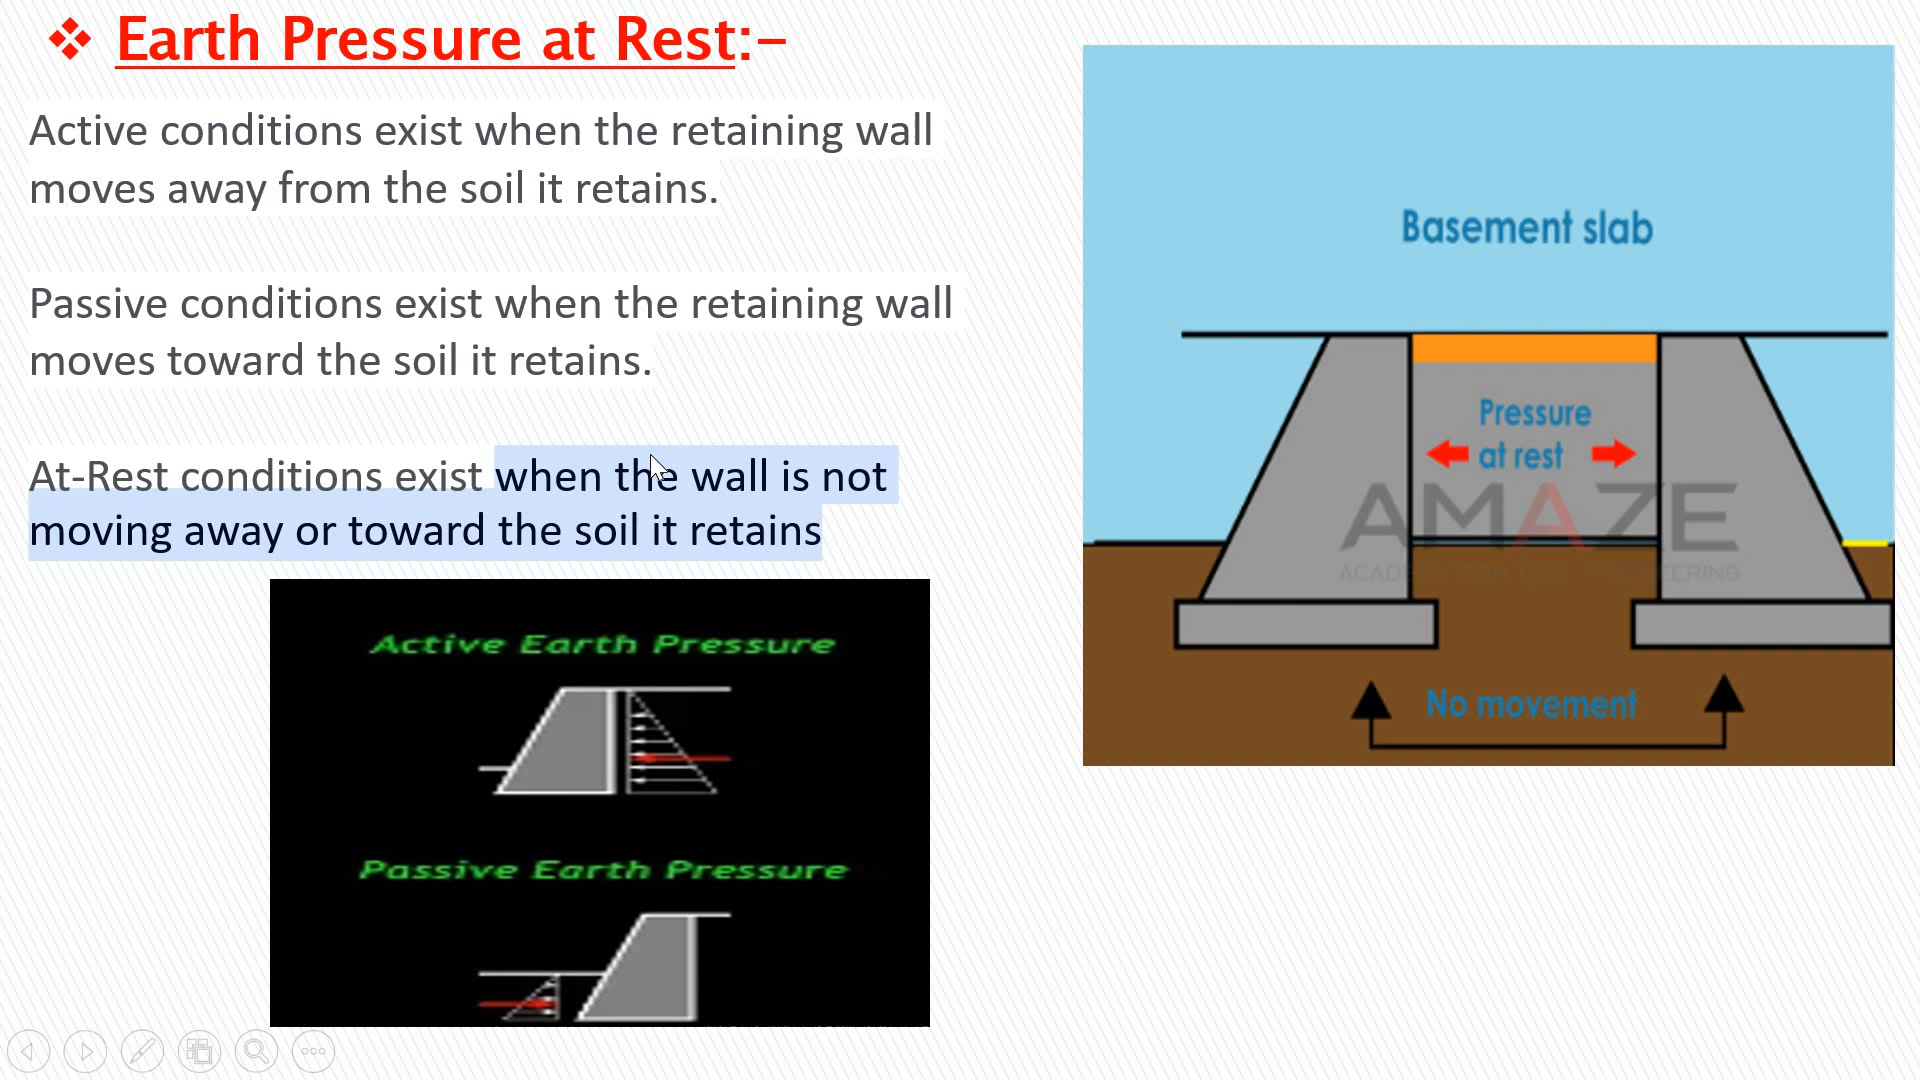 ❖ Earth Pressure at Rest:–
Active conditions exist when the retaining wall
moves away from the soil it retains.
Passive conditions exist when the retaining wall
moves toward the soil it retains.
At-Rest conditions exist when the wall is not
moving away or toward the soil it retains
Active Earth Pressure
Passive Earth Pressure
Basement slab
Pressure
at rest
AMAZE
No movement